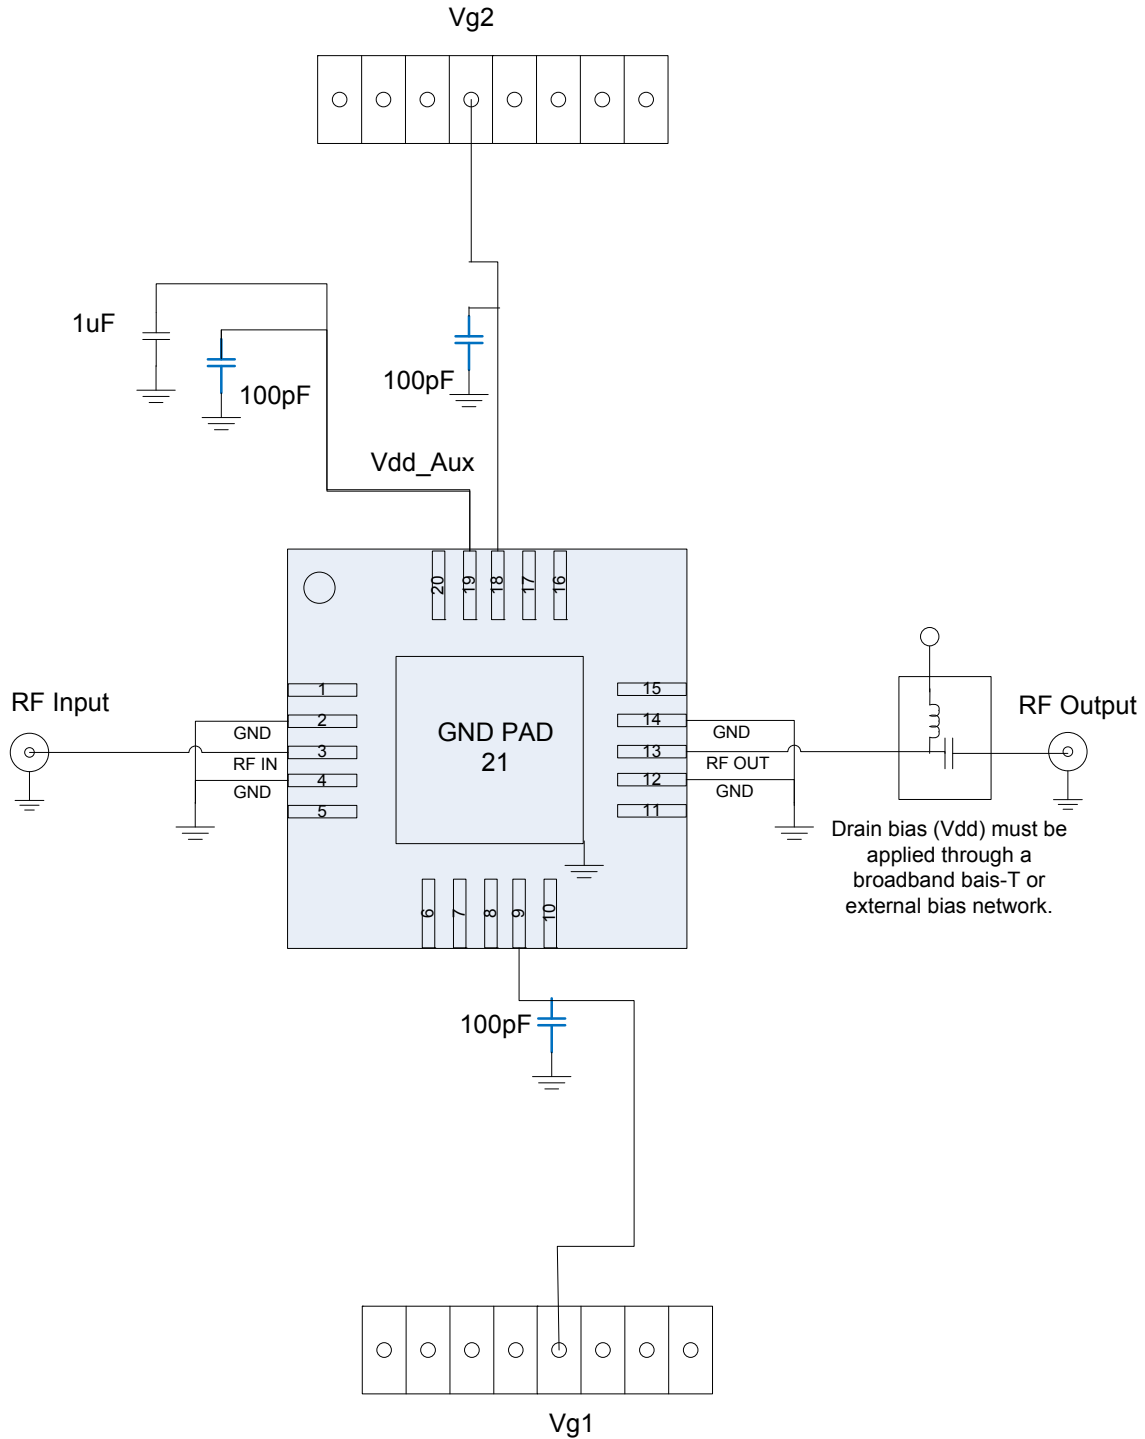 Vg2
1uF
100pF
100pF
Vdd_Aux
20
19
18
17
16
RF Input
RF Output
1
2
3
4
5
GND
RF IN
GND
GND PAD
21
15
14
13
12
11
GND
RF OUT
GND
Drain bias (Vdd) must be
applied through a
broadband bais-T or
external bias network.
6
7
8
9
10
100pF
Vg1